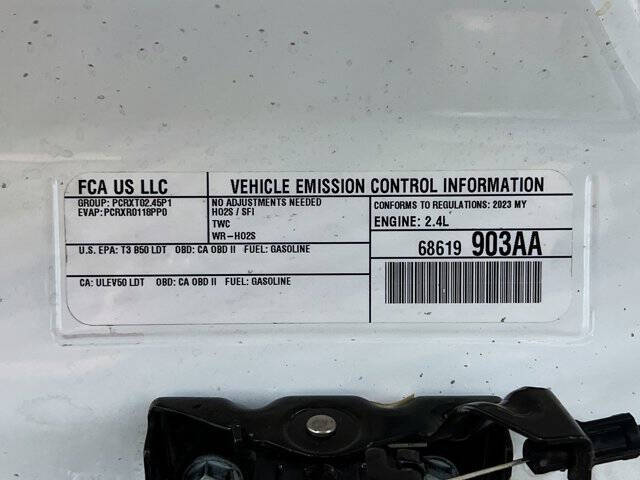 FCA US LLC
VEHICLE EMISSION CONTROL INFORMATION
GROUP: PCRXT02.45P1
EVAP: PCRXR0118PP0
NO ADJUSTMENTS NEEDED
HO2S / SFI
TWC
WR-HO2S
CONFORMS TO REGULATIONS: 2023 MY
ENGINE: 2.4L
U.S. EPA: T3 B50 LDT OBD: CA OBD II FUEL: GASOLINE
68619 903AA
CA: ULEV50 LDT OBD: CA OBD II FUEL: GASOLINE